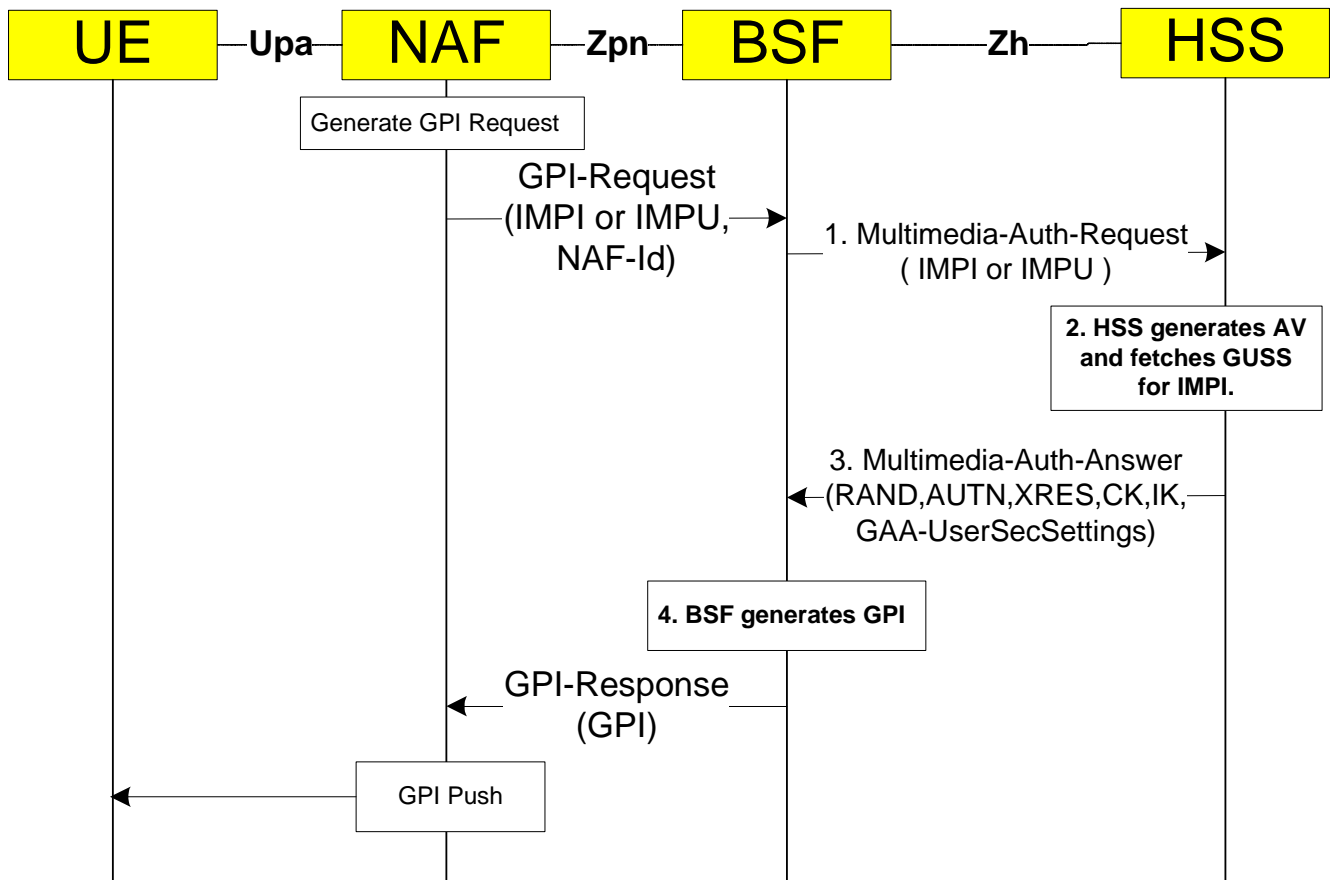 UE
Upa
NAF
Zpn
BSF
Zh
HSS
Generate GPI Request
GPI-Request
(IMPI or IMPU,
NAF-Id)
1. Multimedia-Auth-Request
( IMPI or IMPU )
2. HSS generates AV
and fetches GUSS
for IMPI.
3. Multimedia-Auth-Answer
(RAND,AUTN,XRES,CK,IK,
GAA-UserSecSettings)
4. BSF generates GPI
GPI-Response
(GPI)
GPI Push